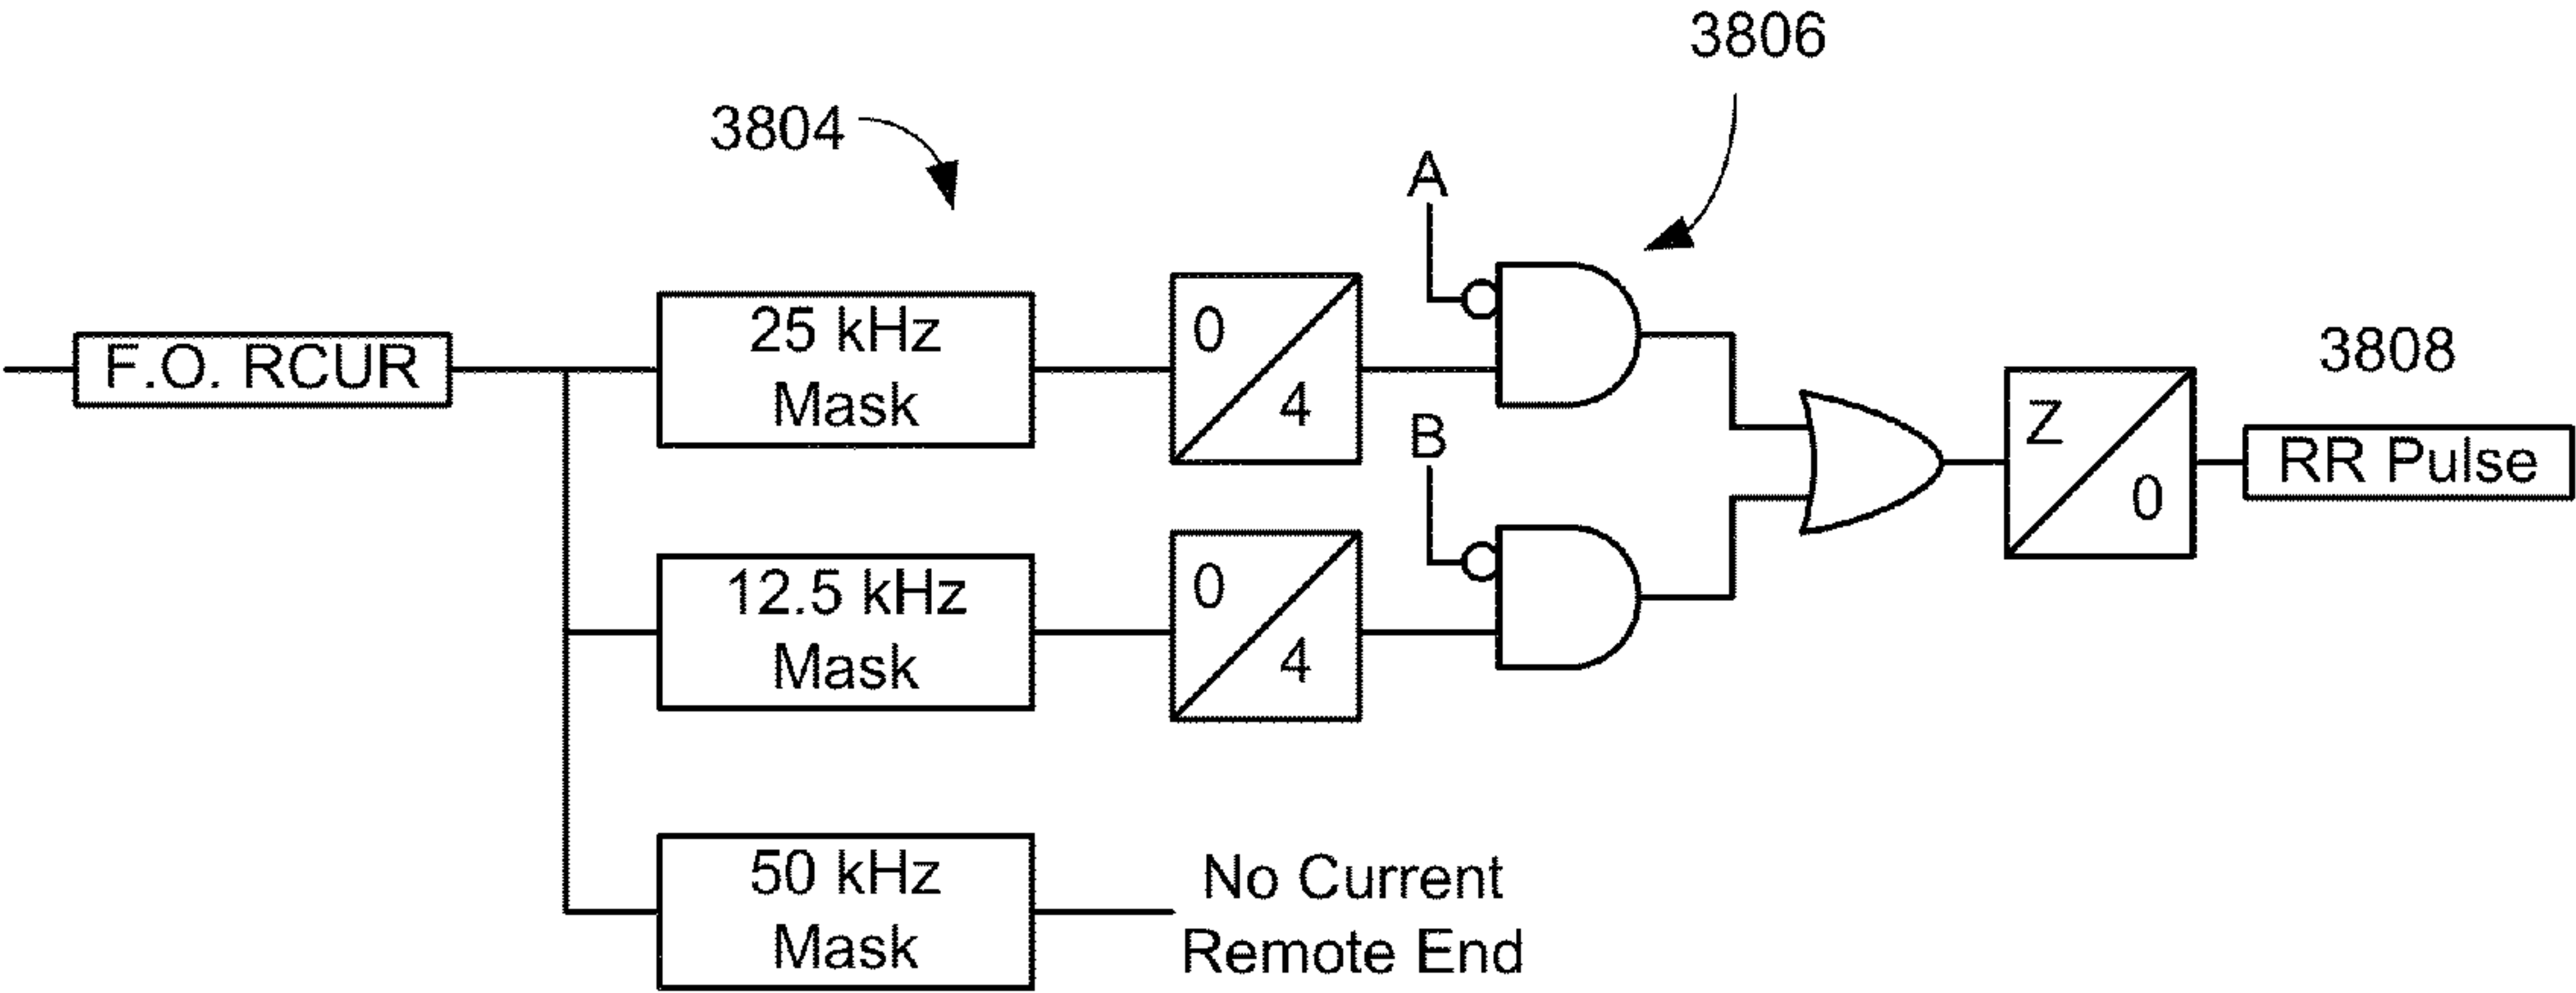 3806
3804
A
F.O. RCUR
25 kHz
Mask
0
4
3808
B
Z
0
RR Pulse
12.5 kHz
Mask
0
4
50 kHz
Mask
No Current
Remote End